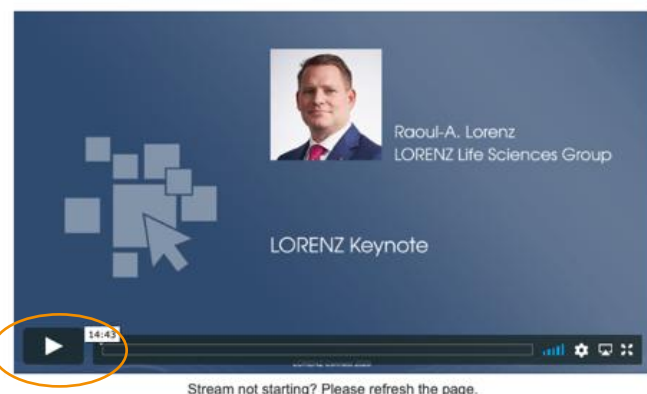 Raoul-A. Lorenz
LORENZ Life Sciences Group
LORENZ Keynote
14:43
Stream not starting? Please refresh the page.